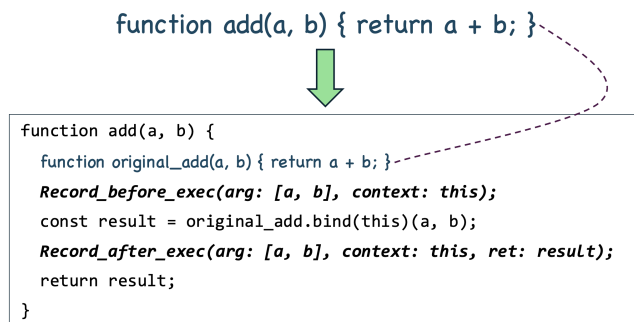 function add(a, b) { return a + b; }
function add(a, b) {
function original_add(a, b) { return a + b; }
Record_before_exec(arg: [a, b], context: this);
const result = original_add.bind(this)(a, b);
Record_after_exec(arg: [a, b], context: this, ret: result);
return result;
}